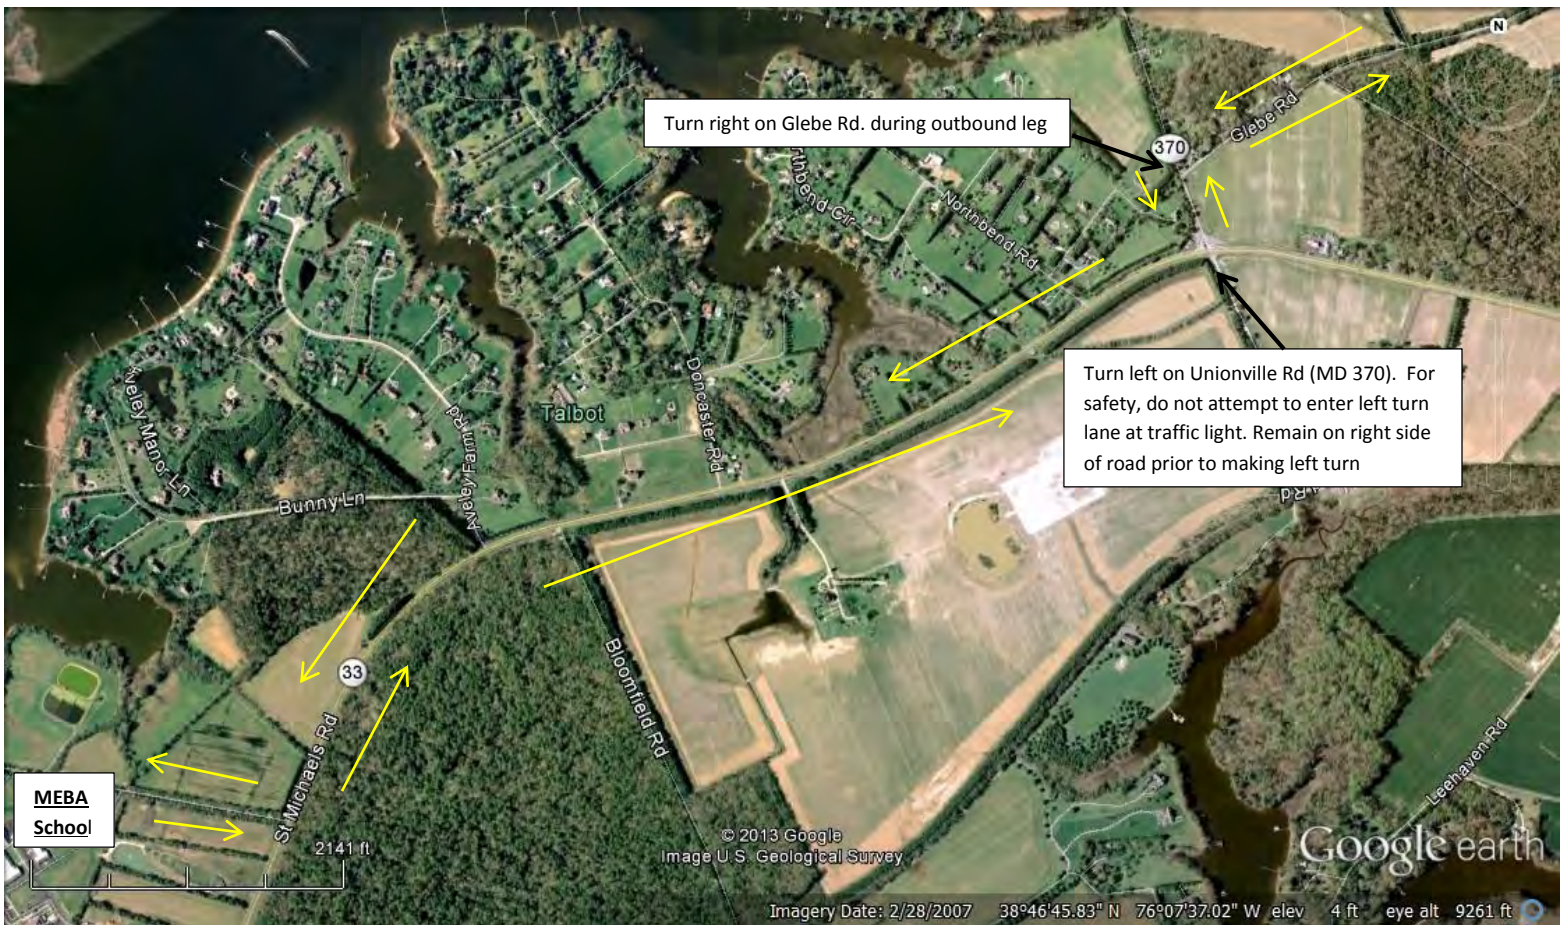 N
Turn right on Glebe Rd. during outbound leg
370
Glebe Rd
Northbend Rd
rthbend Cir
Turn left on Unionville Rd (MD 370). For
safety, do not attempt to enter left turn
lane at traffic light. Remain on right side
of road prior to making left turn
Doncaster Rd
Talbot
Aveley Farm Rd
veley Manor Ln
Bunny Ln
Rd
33
Bloomfield Rd
St Michaels Rd
Leehaven Rd
MEBA
School
2141 ft
© 2013 Google
Image U.S. Geological Survey
Google earth
Imagery Date: 2/28/2007 38°46'45.83" N 76°07'37.02" W elev 4 ft eye alt 9261 ft